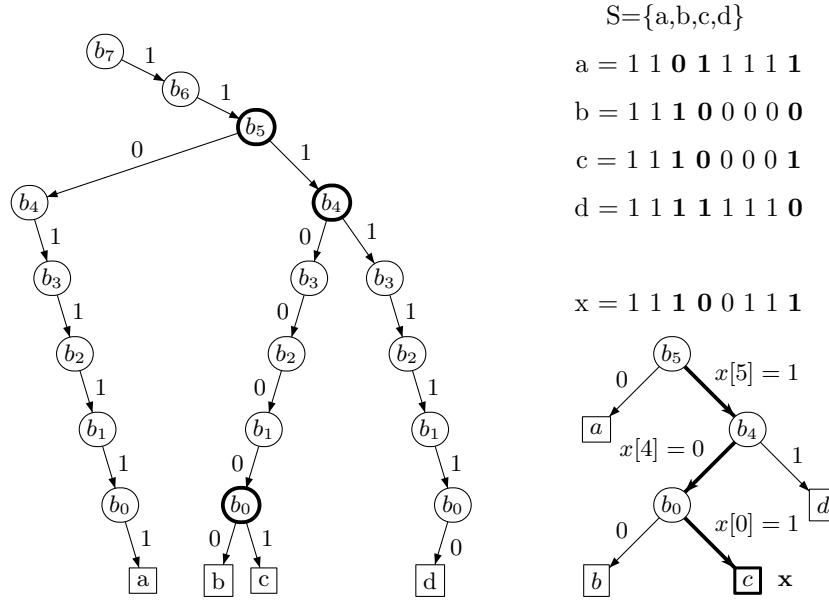 S={a,b,c,d}
a = 1 1 0 1 1 1 1 1
b = 1 1 1 0 0 0 0 0
c = 1 1 1 0 0 0 0 1
d = 1 1 1 1 1 1 1 0
x = 1 1 1 0 0 1 1 1
b7
1
b6
1
b5
0
1
b4
b4
1
0
1
b3
b3
b3
1
0
1
b2
b2
b2
1
0
1
b1
b1
b1
1
0
1
b0
b0
b0
1
0
1
0
a
b
c
d
b5
0
x[5] = 1
a
b4
x[4] = 0
1
b0
d
0
x[0] = 1
b
c
x